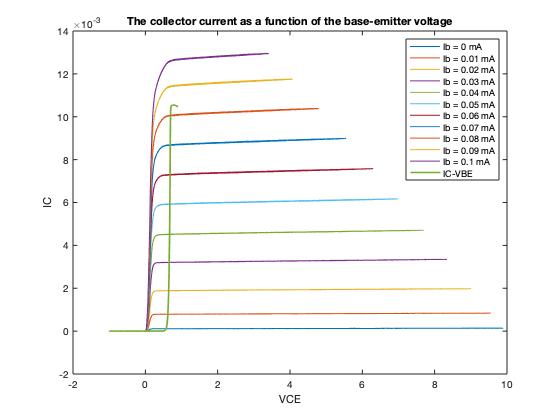 The collector current as a function of the base-emitter voltage
×10⁻³
14
12
10
8
6
4
2
0
-2
IC
Ib = 0 mA
Ib = 0.01 mA
Ib = 0.02 mA
Ib = 0.03 mA
Ib = 0.04 mA
Ib = 0.05 mA
Ib = 0.06 mA
Ib = 0.07 mA
Ib = 0.08 mA
Ib = 0.09 mA
Ib = 0.1 mA
IC-VBE
-2 0 2 4 6 8 10
VCE